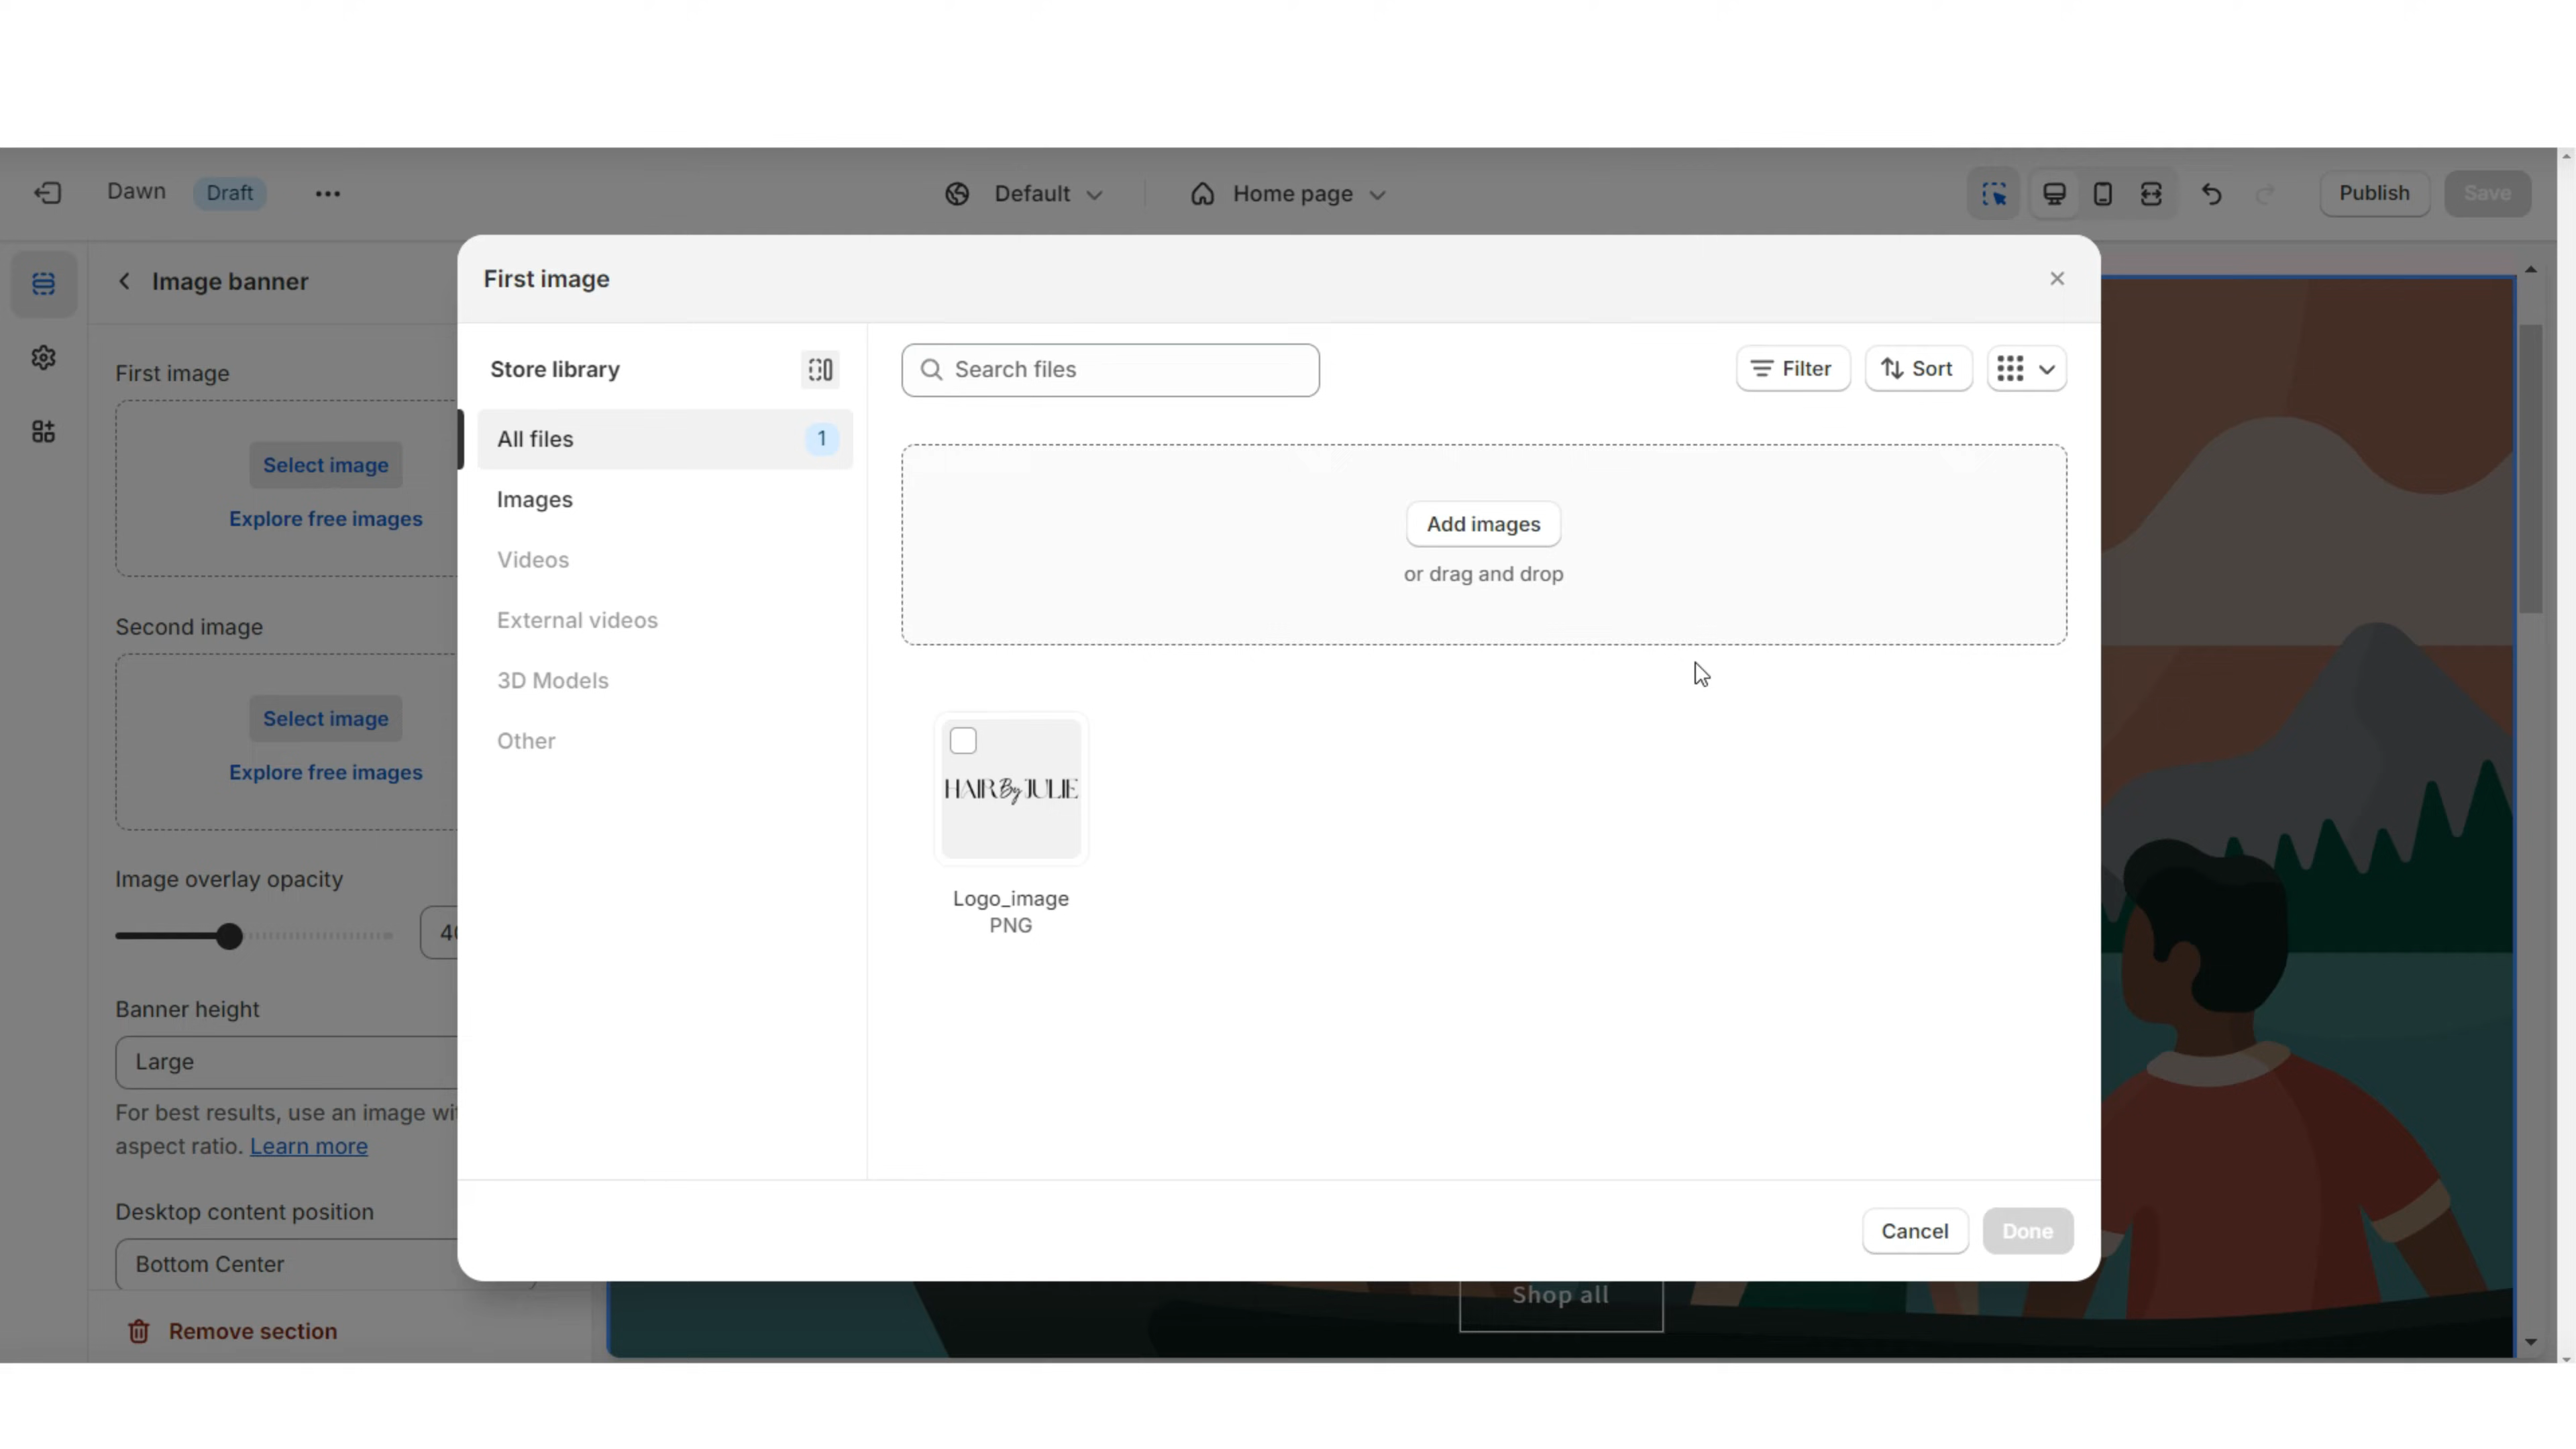 Dawn Draft
Default Home page
Publish Save
Image banner
First image
Select image
Explore free images
Second image
Select image
Explore free images
Image overlay opacity
Banner height
Large
For best results, use an image
aspect ratio. Learn more
Desktop content position
Bottom Center
Remove section
First image
Store library
All files 1
Images
Videos
External videos
3D Models
Other
Search files
Filter Sort
Add images
or drag and drop
HAIR By JULIE
Logo_image
PNG
Cancel Done
Shop all